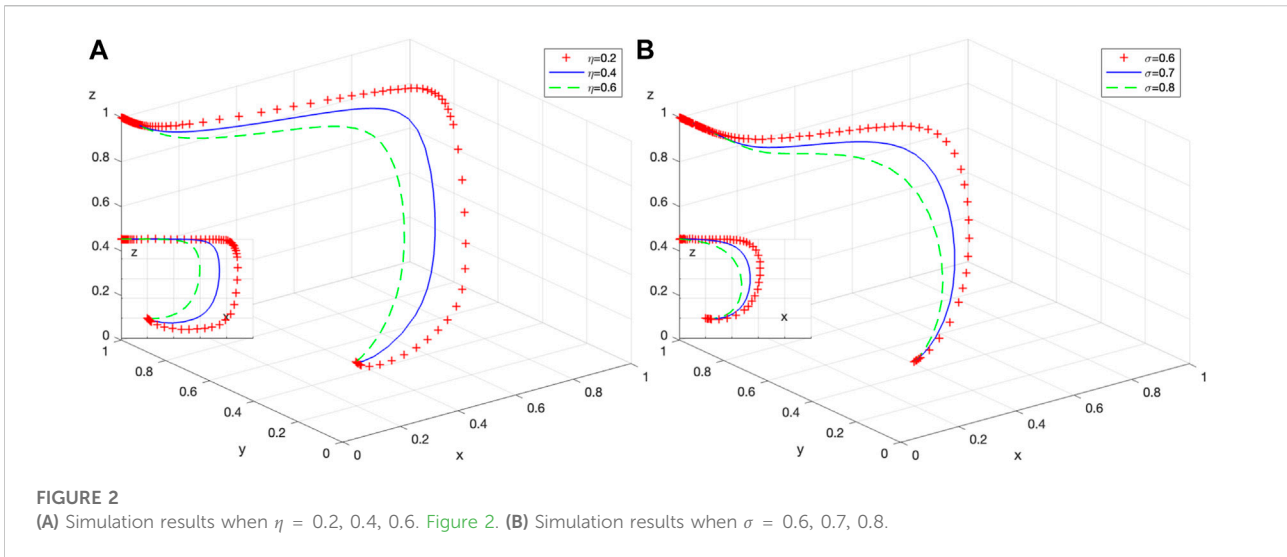 A
η=0.2
η=0.4
η=0.6
z
1
0.8
0.6
0.4
0.2
0
z
x
1
0.8
0.6
0.4
0.2
0
y
0
0.2
0.4
0.6
0.8
1
x
B
σ=0.6
σ=0.7
σ=0.8
z
1
0.8
0.6
0.4
0.2
0
z
x
1
0.8
0.6
0.4
0.2
0
y
0
0.2
0.4
0.6
0.8
1
x
FIGURE 2
(A) Simulation results when η = 0.2, 0.4, 0.6. Figure 2. (B) Simulation results when σ = 0.6, 0.7, 0.8.